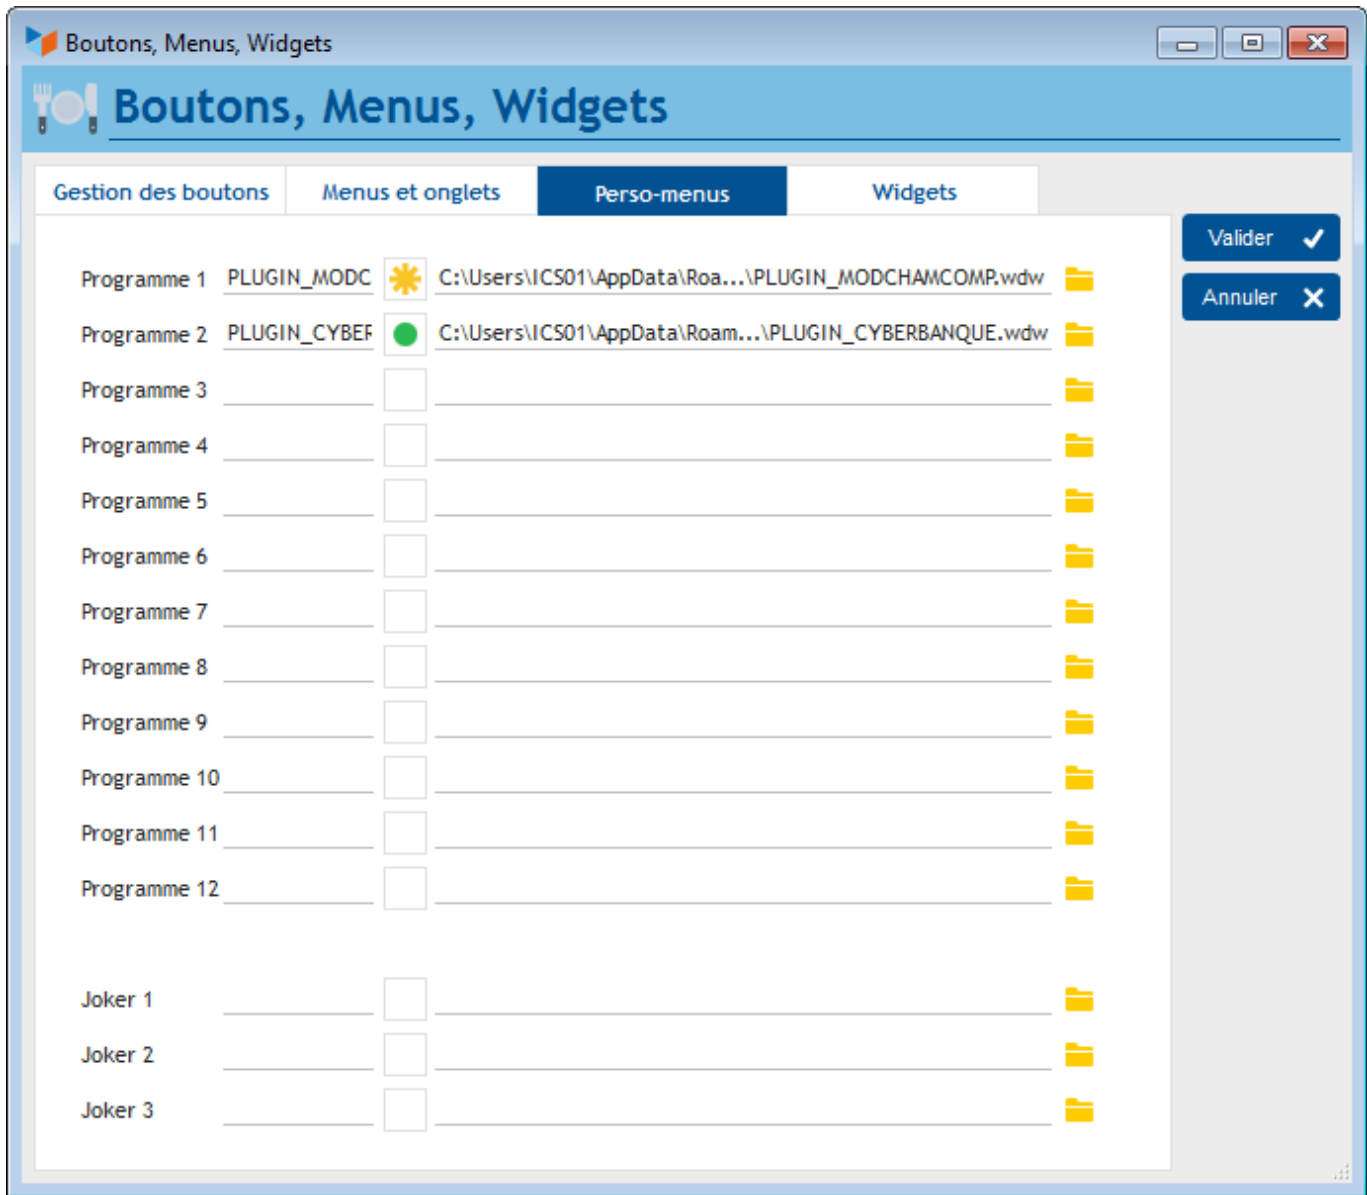 Boutons, Menus, Widgets
Boutons, Menus, Widgets
Gestion des boutons Menus et onglets Perso-menus Widgets
Valider
Annuler
Programme 1 PLUGIN_MODC C:\Users\ICS01\AppData\Roa...\PLUGIN_MODCHAMCOMP.wdw
Programme 2 PLUGIN_CYBER C:\Users\ICS01\AppData\Roam...\PLUGIN_CYBERBANQUE.wdw
Programme 3
Programme 4
Programme 5
Programme 6
Programme 7
Programme 8
Programme 9
Programme 10
Programme 11
Programme 12
Joker 1
Joker 2
Joker 3